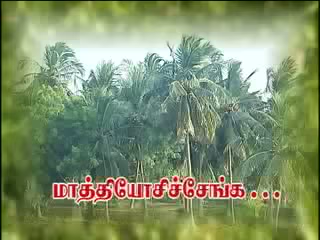 மாத்தியோசிச்சேங்க . . .